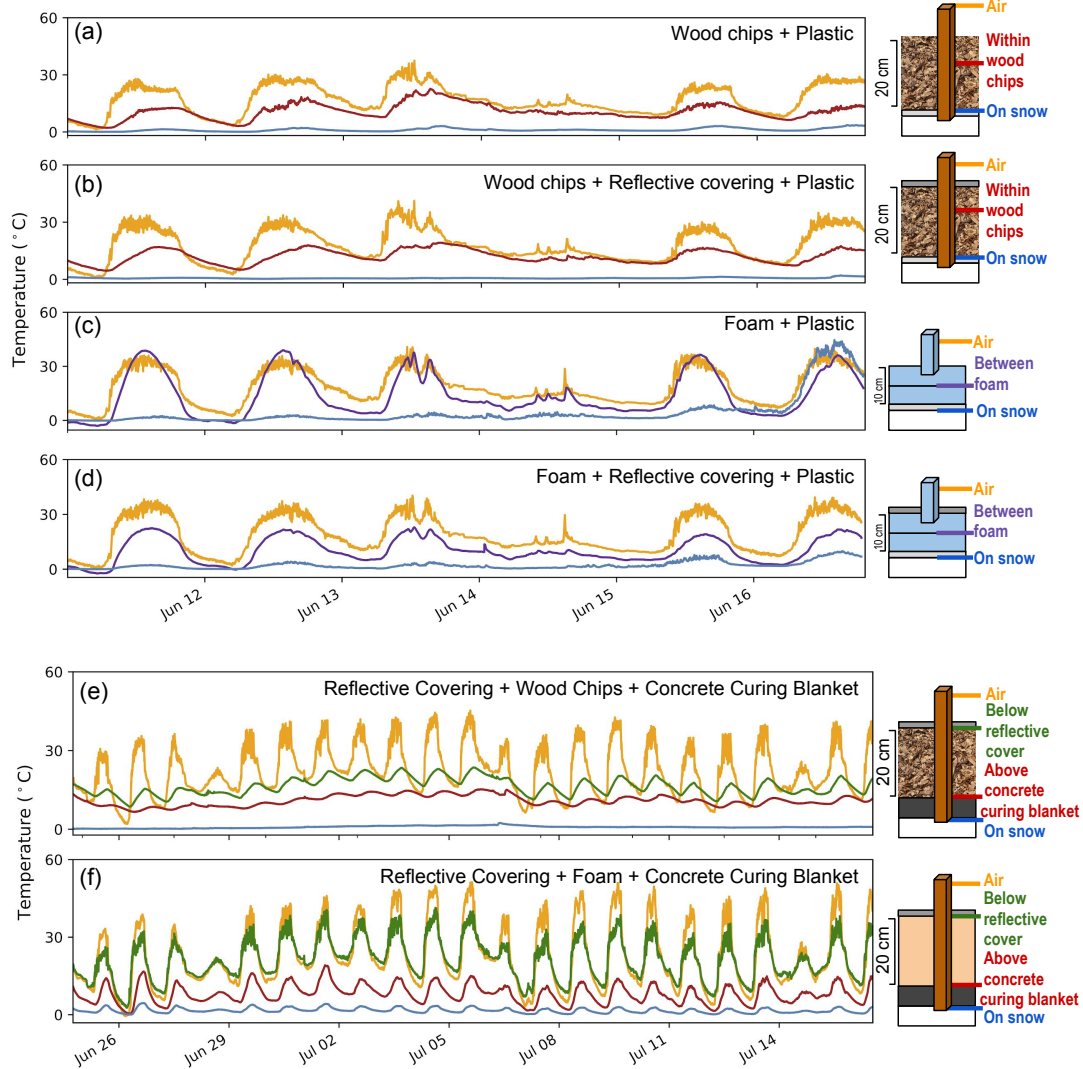 (a)
Wood chips + Plastic
60
30
0
Air
Within
wood
chips
20 cm
On snow
(b)
Wood chips + Reflective covering + Plastic
60
30
0
Air
Within
wood
chips
20 cm
On snow
Temperature (°C)
(c)
Foam + Plastic
60
30
0
Air
Between
foam
10 cm
On snow
(d)
Foam + Reflective covering + Plastic
60
30
0
Air
Between
foam
10 cm
On snow
Jun 12
Jun 13
Jun 14
Jun 15
Jun 16
(e)
Reflective Covering + Wood Chips + Concrete Curing Blanket
60
30
0
Air
Below
reflective
cover
Above
concrete
curing blanket
20 cm
On snow
Temperature (°C)
(f)
Reflective Covering + Foam + Concrete Curing Blanket
60
30
0
Air
Below
reflective
cover
Above
concrete
curing blanket
20 cm
On snow
Jun 26
Jun 29
Jul 02
Jul 05
Jul 08
Jul 11
Jul 14